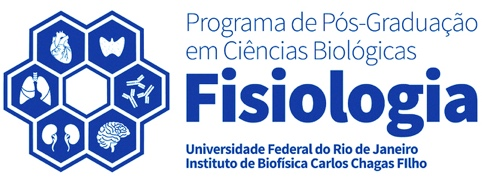 Programa de Pós-Graduação
em Ciências Biológicas
Fisiologia
Universidade Federal do Rio de Janeiro
Instituto de Biofísica Carlos Chagas FIlho